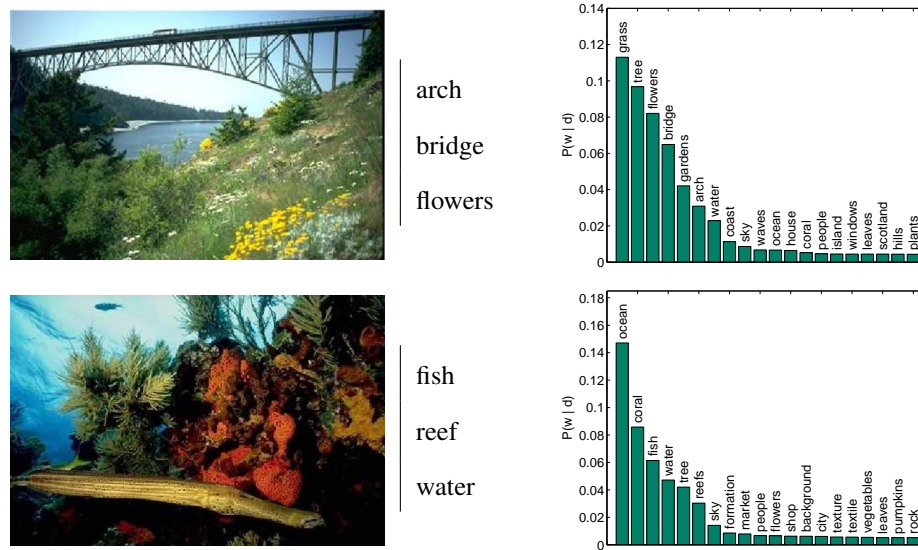 arch
bridge
flowers
0.14
0.12
0.1
0.08
0.06
0.04
0.02
0
P(w | d)
grass
tree
flowers
bridge
gardens
arch
water
coast
sky
waves
ocean
house
coral
people
island
windows
leaves
scotland
hills
plants
fish
reef
water
0.18
0.16
0.14
0.12
0.1
0.08
0.06
0.04
0.02
0
P(w | d)
ocean
coral
fish
water
tree
reefs
sky
formation
market
people
flowers
shop
background
city
texture
textile
vegetables
leaves
pumpkins
rock